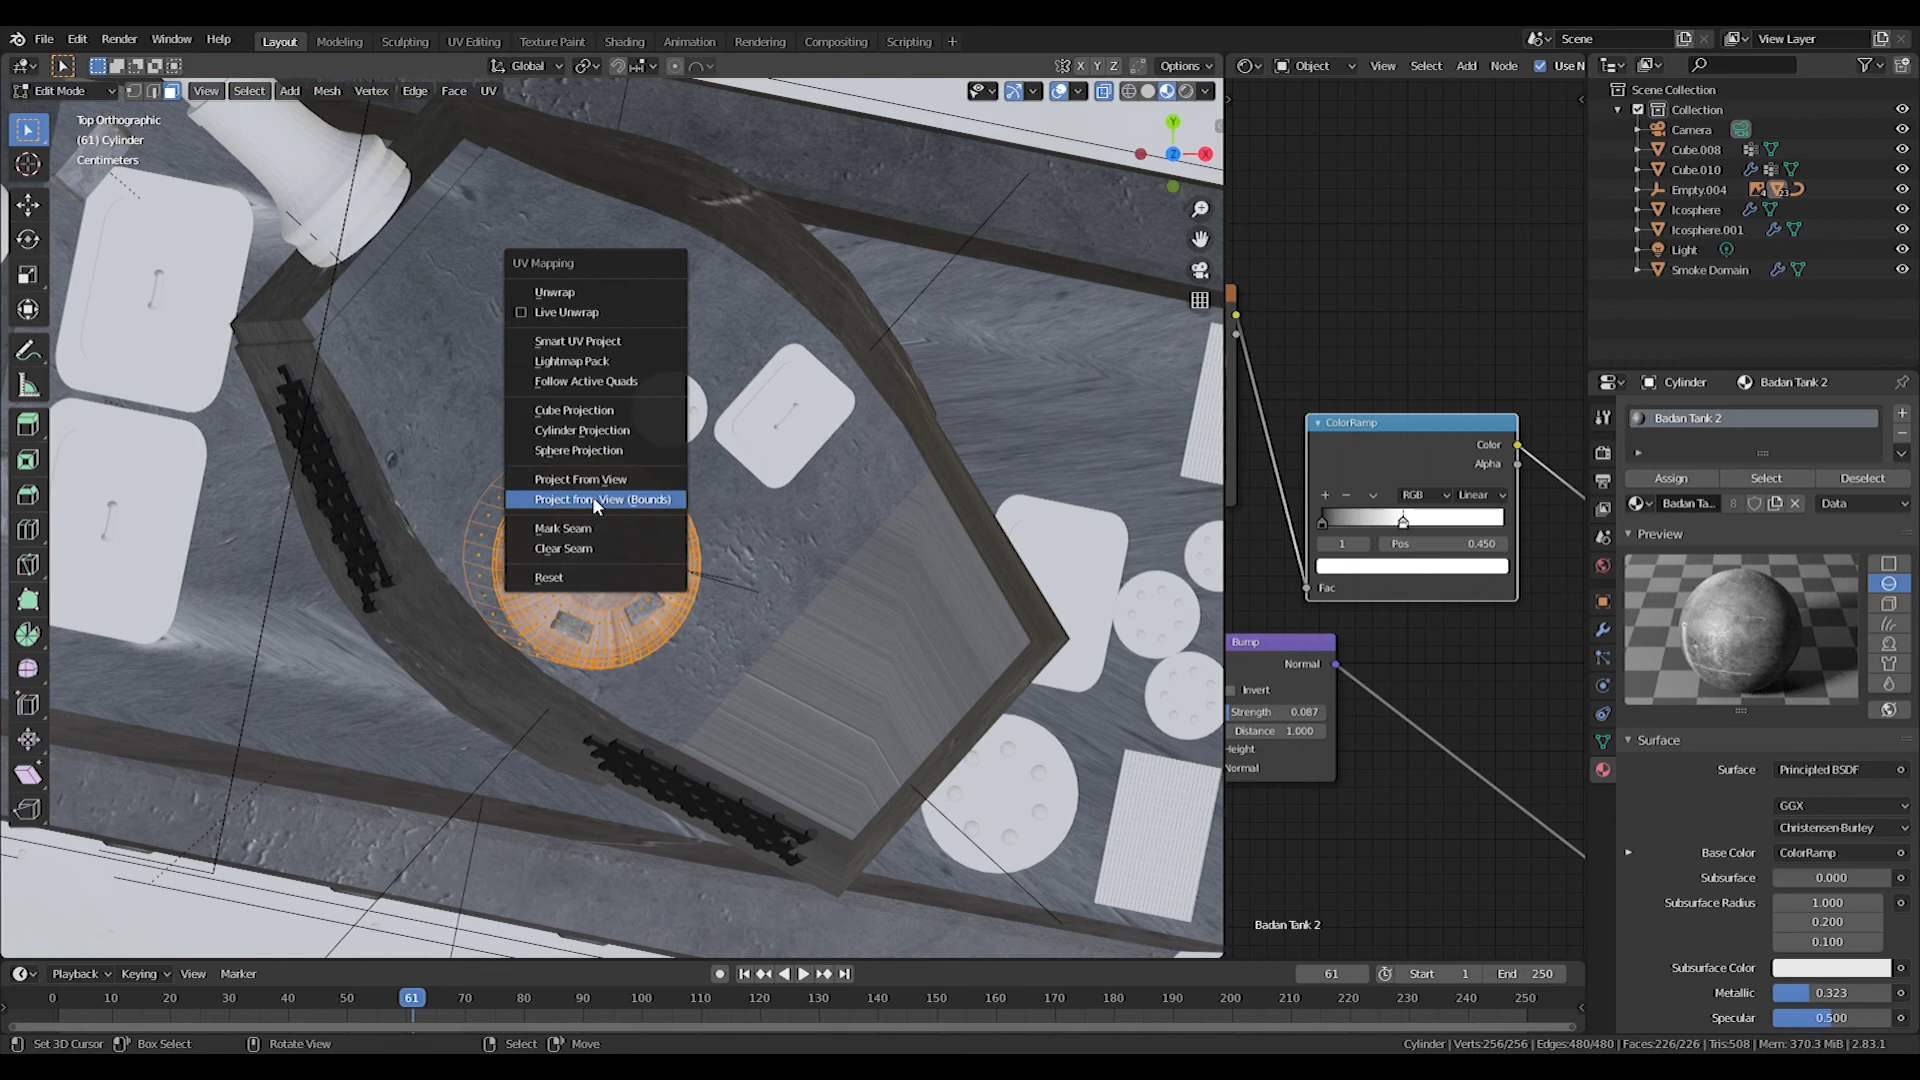 File Edit Render Window Help Layout Modeling Sculpting UV Editing Texture Paint Shading Animation Rendering Compositing Scripting + Scene View Layer
Global X Y Z Options Object View Select Add Node Use N
Edit Mode View Select Add Mesh Vertex Edge Face UV
Top Orthographic
(61) Cylinder
Centimeters
Y
X
Z
UV Mapping
Unwrap
Live Unwrap
Smart UV Project
Lightmap Pack
Follow Active Quads
Cube Projection
Cylinder Projection
Sphere Projection
Project From View
Project from View (Bounds)
Mark Seam
Clear Seam
Reset
ColorRamp
Color
Alpha
+ − RGB Linear
1 Pos 0.450
Fac
Bump
Normal
Invert
Strength 0.087
Distance 1.000
Height
Normal
Badan Tank 2
Scene Collection
Collection
Camera
Cube.008
Cube.010
Empty.004
Icosphere
Icosphere.001
Light
Smoke Domain
Cylinder Badan Tank 2
Badan Tank 2
Assign Select Deselect
Badan Ta... 8 Data
Preview
Surface
Surface Principled BSDF
GGX
Christensen-Burley
Base Color ColorRamp
Subsurface 0.000
Subsurface Radius 1.000
0.200
0.100
Subsurface Color
Metallic 0.323
Specular 0.500
Playback Keying View Marker 61 Start 1 End 250
0 10 20 30 40 50 61 70 80 90 100 110 120 130 140 150 160 170 180 190 200 210 220 230 240 250
Set 3D Cursor Box Select Rotate View Select Move Cylinder | Verts:256/256 | Edges:480/480 | Faces:226/226 | Tris:508 | Mem: 370.3 MiB | 2.83.1